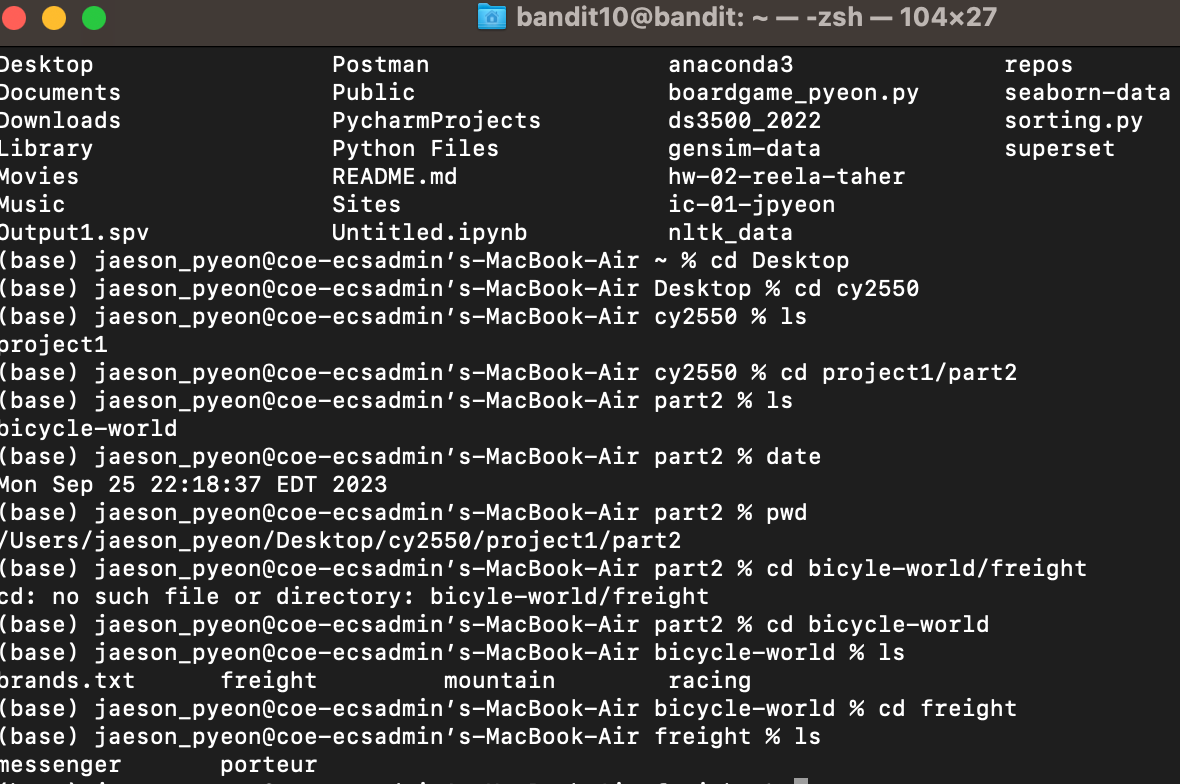 bandit10@bandit: ~ — -zsh — 104×27
Desktop Postman anaconda3 repos
Documents Public boardgame_pyeon.py seaborn-data
Downloads PycharmProjects ds3500_2022 sorting.py
Library Python Files gensim-data superset
Movies README.md hw-02-reela-taher
Music Sites ic-01-jpyeon
Output1.spv Untitled.ipynb nltk_data
(base) jaeson_pyeon@coe-ecsadmin’s-MacBook-Air ~ % cd Desktop
(base) jaeson_pyeon@coe-ecsadmin’s-MacBook-Air Desktop % cd cy2550
(base) jaeson_pyeon@coe-ecsadmin’s-MacBook-Air cy2550 % ls
project1
(base) jaeson_pyeon@coe-ecsadmin’s-MacBook-Air cy2550 % cd project1/part2
(base) jaeson_pyeon@coe-ecsadmin’s-MacBook-Air part2 % ls
bicycle-world
(base) jaeson_pyeon@coe-ecsadmin’s-MacBook-Air part2 % date
Mon Sep 25 22:18:37 EDT 2023
(base) jaeson_pyeon@coe-ecsadmin’s-MacBook-Air part2 % pwd
/Users/jaeson_pyeon/Desktop/cy2550/project1/part2
(base) jaeson_pyeon@coe-ecsadmin’s-MacBook-Air part2 % cd bicyle-world/freight
cd: no such file or directory: bicyle-world/freight
(base) jaeson_pyeon@coe-ecsadmin’s-MacBook-Air part2 % cd bicycle-world
(base) jaeson_pyeon@coe-ecsadmin’s-MacBook-Air bicycle-world % ls
brands.txt freight mountain racing
(base) jaeson_pyeon@coe-ecsadmin’s-MacBook-Air bicycle-world % cd freight
(base) jaeson_pyeon@coe-ecsadmin’s-MacBook-Air freight % ls
messenger porteur